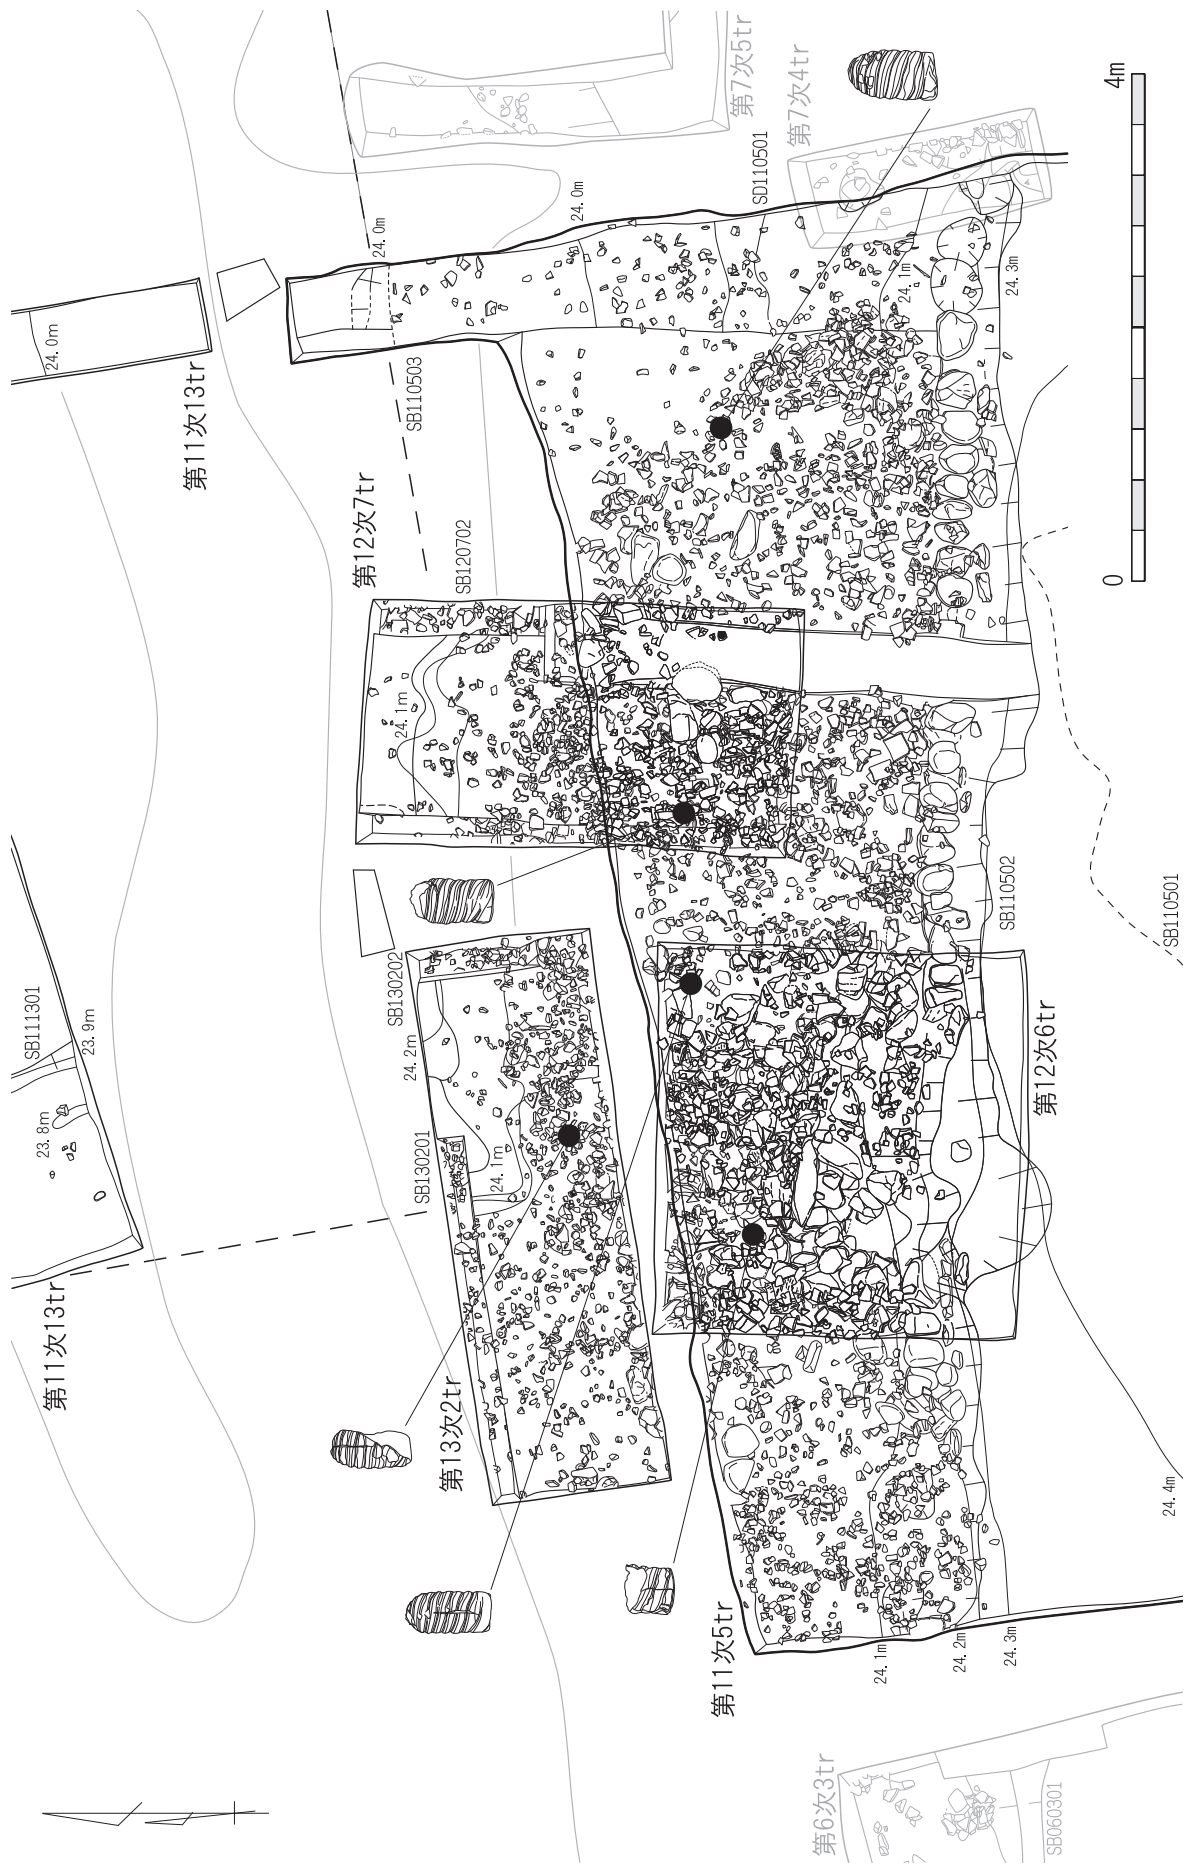 第7次5tr
第7次4tr
4m
0
SD110501
24.0m
24.0m
24.0m
第11次13tr
SB110503
24.1m
24.3m
第12次7tr
SB120702
24.1m
SB110502
SB110501
SB111301
23.9m
23.8m
第11次13tr
SB130202
24.2m
SB130201
24.1m
第12次6tr
第13次2tr
第11次5tr
24.1m
24.2m
24.3m
24.4m
第6次3tr
SB060301